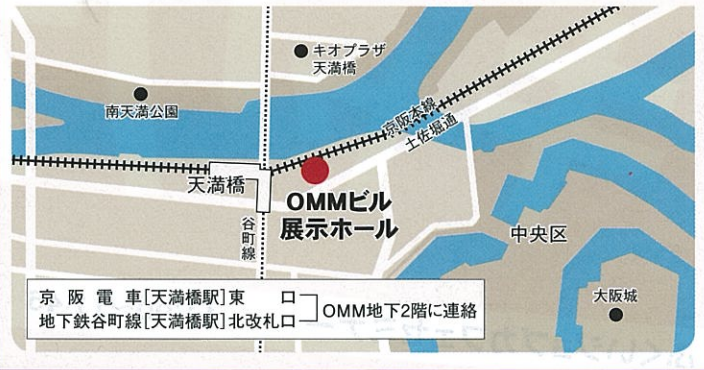 キオプラザ
天満橋
南天満公園
京阪本線
土佐堀通
天満橋
OMMビル
展示ホール
谷町線
中央区
大阪城
京阪電車[天満橋駅]東口
地下鉄谷町線[天満橋駅]北改札口
OMM地下2階に連絡